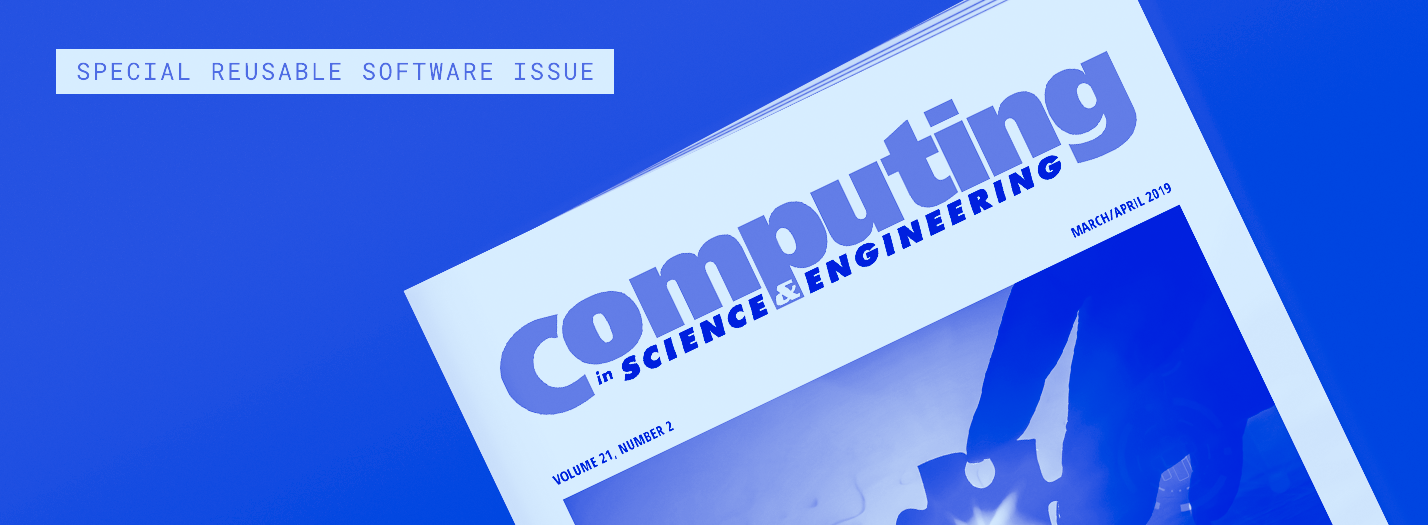 SPECIAL REUSABLE SOFTWARE ISSUE
Computing
in SCIENCE & ENGINEERING
MARCH/APRIL 2019
VOLUME 21, NUMBER 2